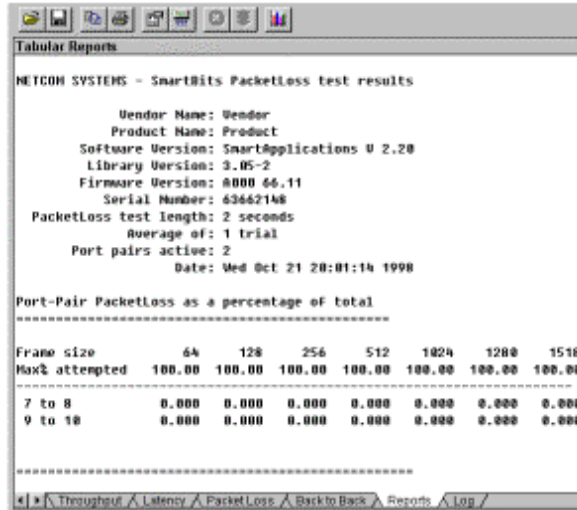 Tabular Reports
NETCOM SYSTEMS - SmartBits PacketLoss test results
Vendor Name: Vendor
Product Name: Product
Software Version: SmartApplications V 2.20
Library Version: 3.05-2
Firmware Version: A000 66.11
Serial Number: 63662148
PacketLoss test length: 2 seconds
Average of: 1 trial
Port pairs active: 2
Date: Wed Oct 21 20:01:14 1998
Port-Pair PacketLoss as a percentage of total
************************************************
Frame size 64 128 256 512 1024 1280 1518
Max% attempted 100.00 100.00 100.00 100.00 100.00 100.00 100.00
7 to 8 0.000 0.000 0.000 0.000 0.000 0.000 0.000
9 to 10 0.000 0.000 0.000 0.000 0.000 0.000 0.000
***************************************************
Throughput Latency Packet Loss Back to Back Reports Log